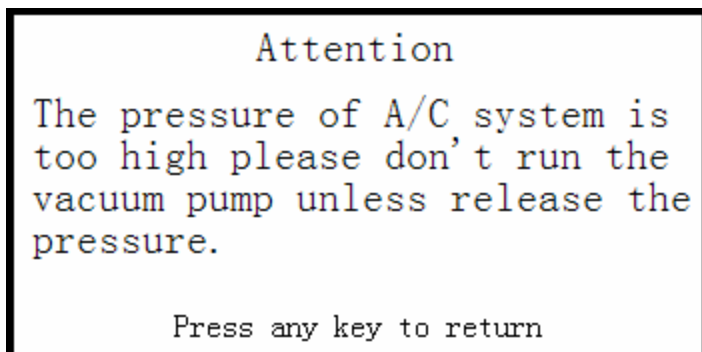 Attention
The pressure of A/C system is
too high please don't run the
vacuum pump unless release the
pressure.
Press any key to return